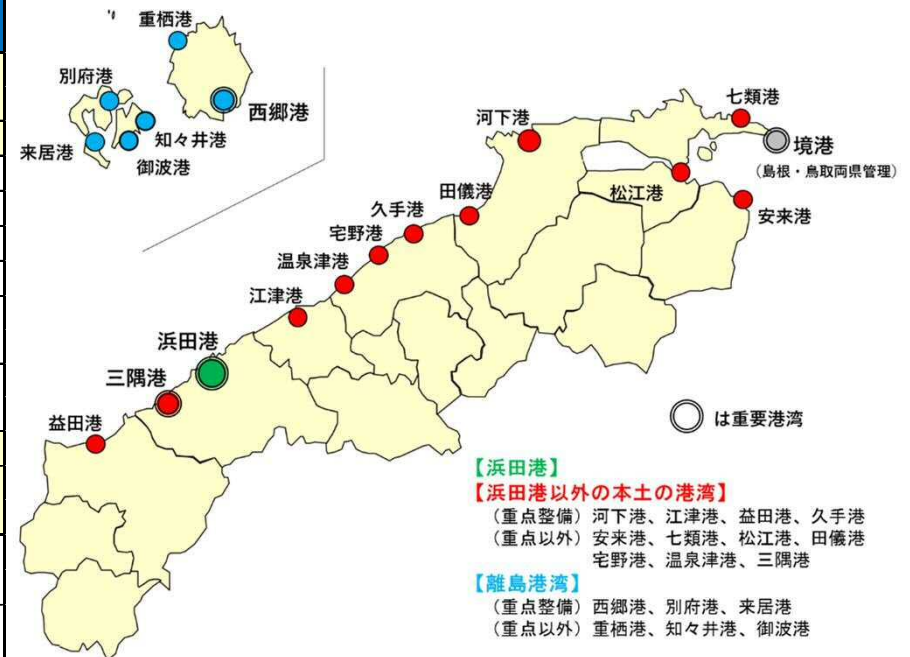 重栖港
別府港
西郷港
知々井港
来居港
御波港
七類港
河下港
境港
(島根・鳥取両県管理)
松江港
田儀港
安来港
久手港
宅野港
温泉津港
江津港
浜田港
三隅港
益田港
は重要港湾
【浜田港】
【浜田港以外の本土の港湾】
(重点整備) 河下港、江津港、益田港、久手港
(重点以外) 安来港、七類港、松江港、田儀港
宅野港、温泉津港、三隅港
【離島港湾】
(重点整備) 西郷港、別府港、来居港
(重点以外) 重栖港、知々井港、御波港